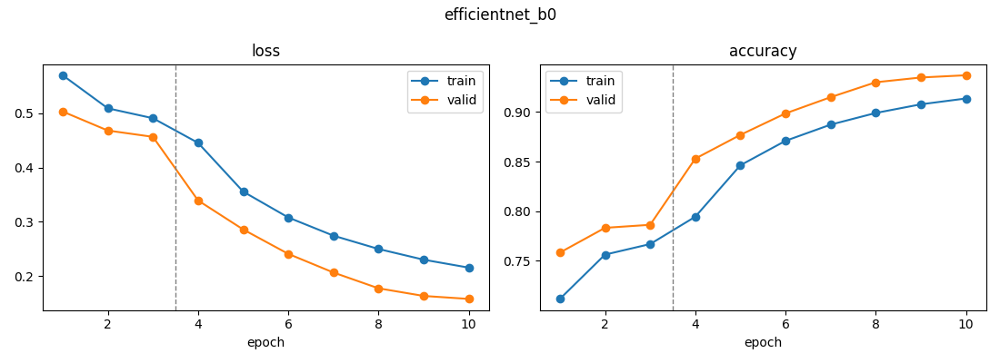 efficientnet_b0
loss
train
valid
0.5
0.4
0.3
0.2
2
4
6
8
10
epoch
accuracy
train
valid
0.90
0.85
0.80
0.75
2
4
6
8
10
epoch